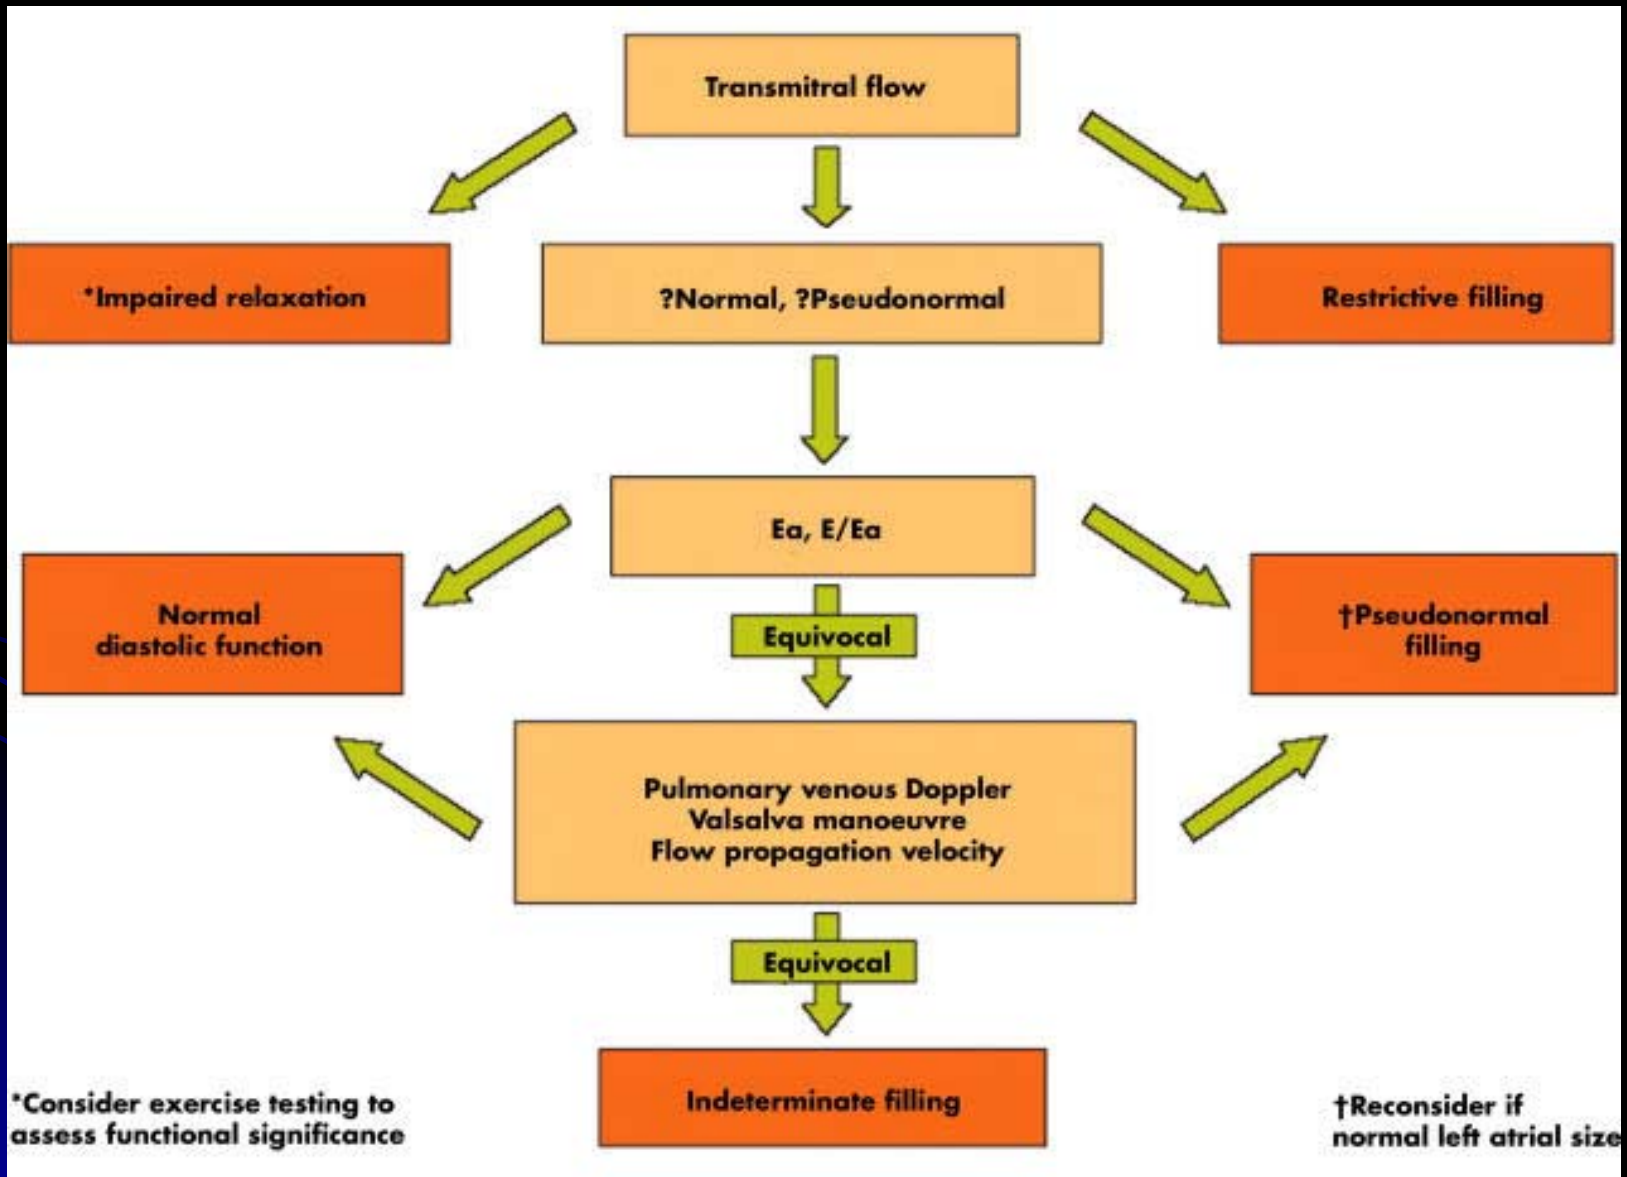 Transmitral flow
*Impaired relaxation
?Normal, ?Pseudonormal
Restrictive filling
Ea, E/Ea
Normal
diastolic function
Equivocal
†Pseudonormal
filling
Pulmonary venous Doppler
Valsalva manoeuvre
Flow propagation velocity
Equivocal
Indeterminate filling
*Consider exercise testing to
assess functional significance
†Reconsider if
normal left atrial size